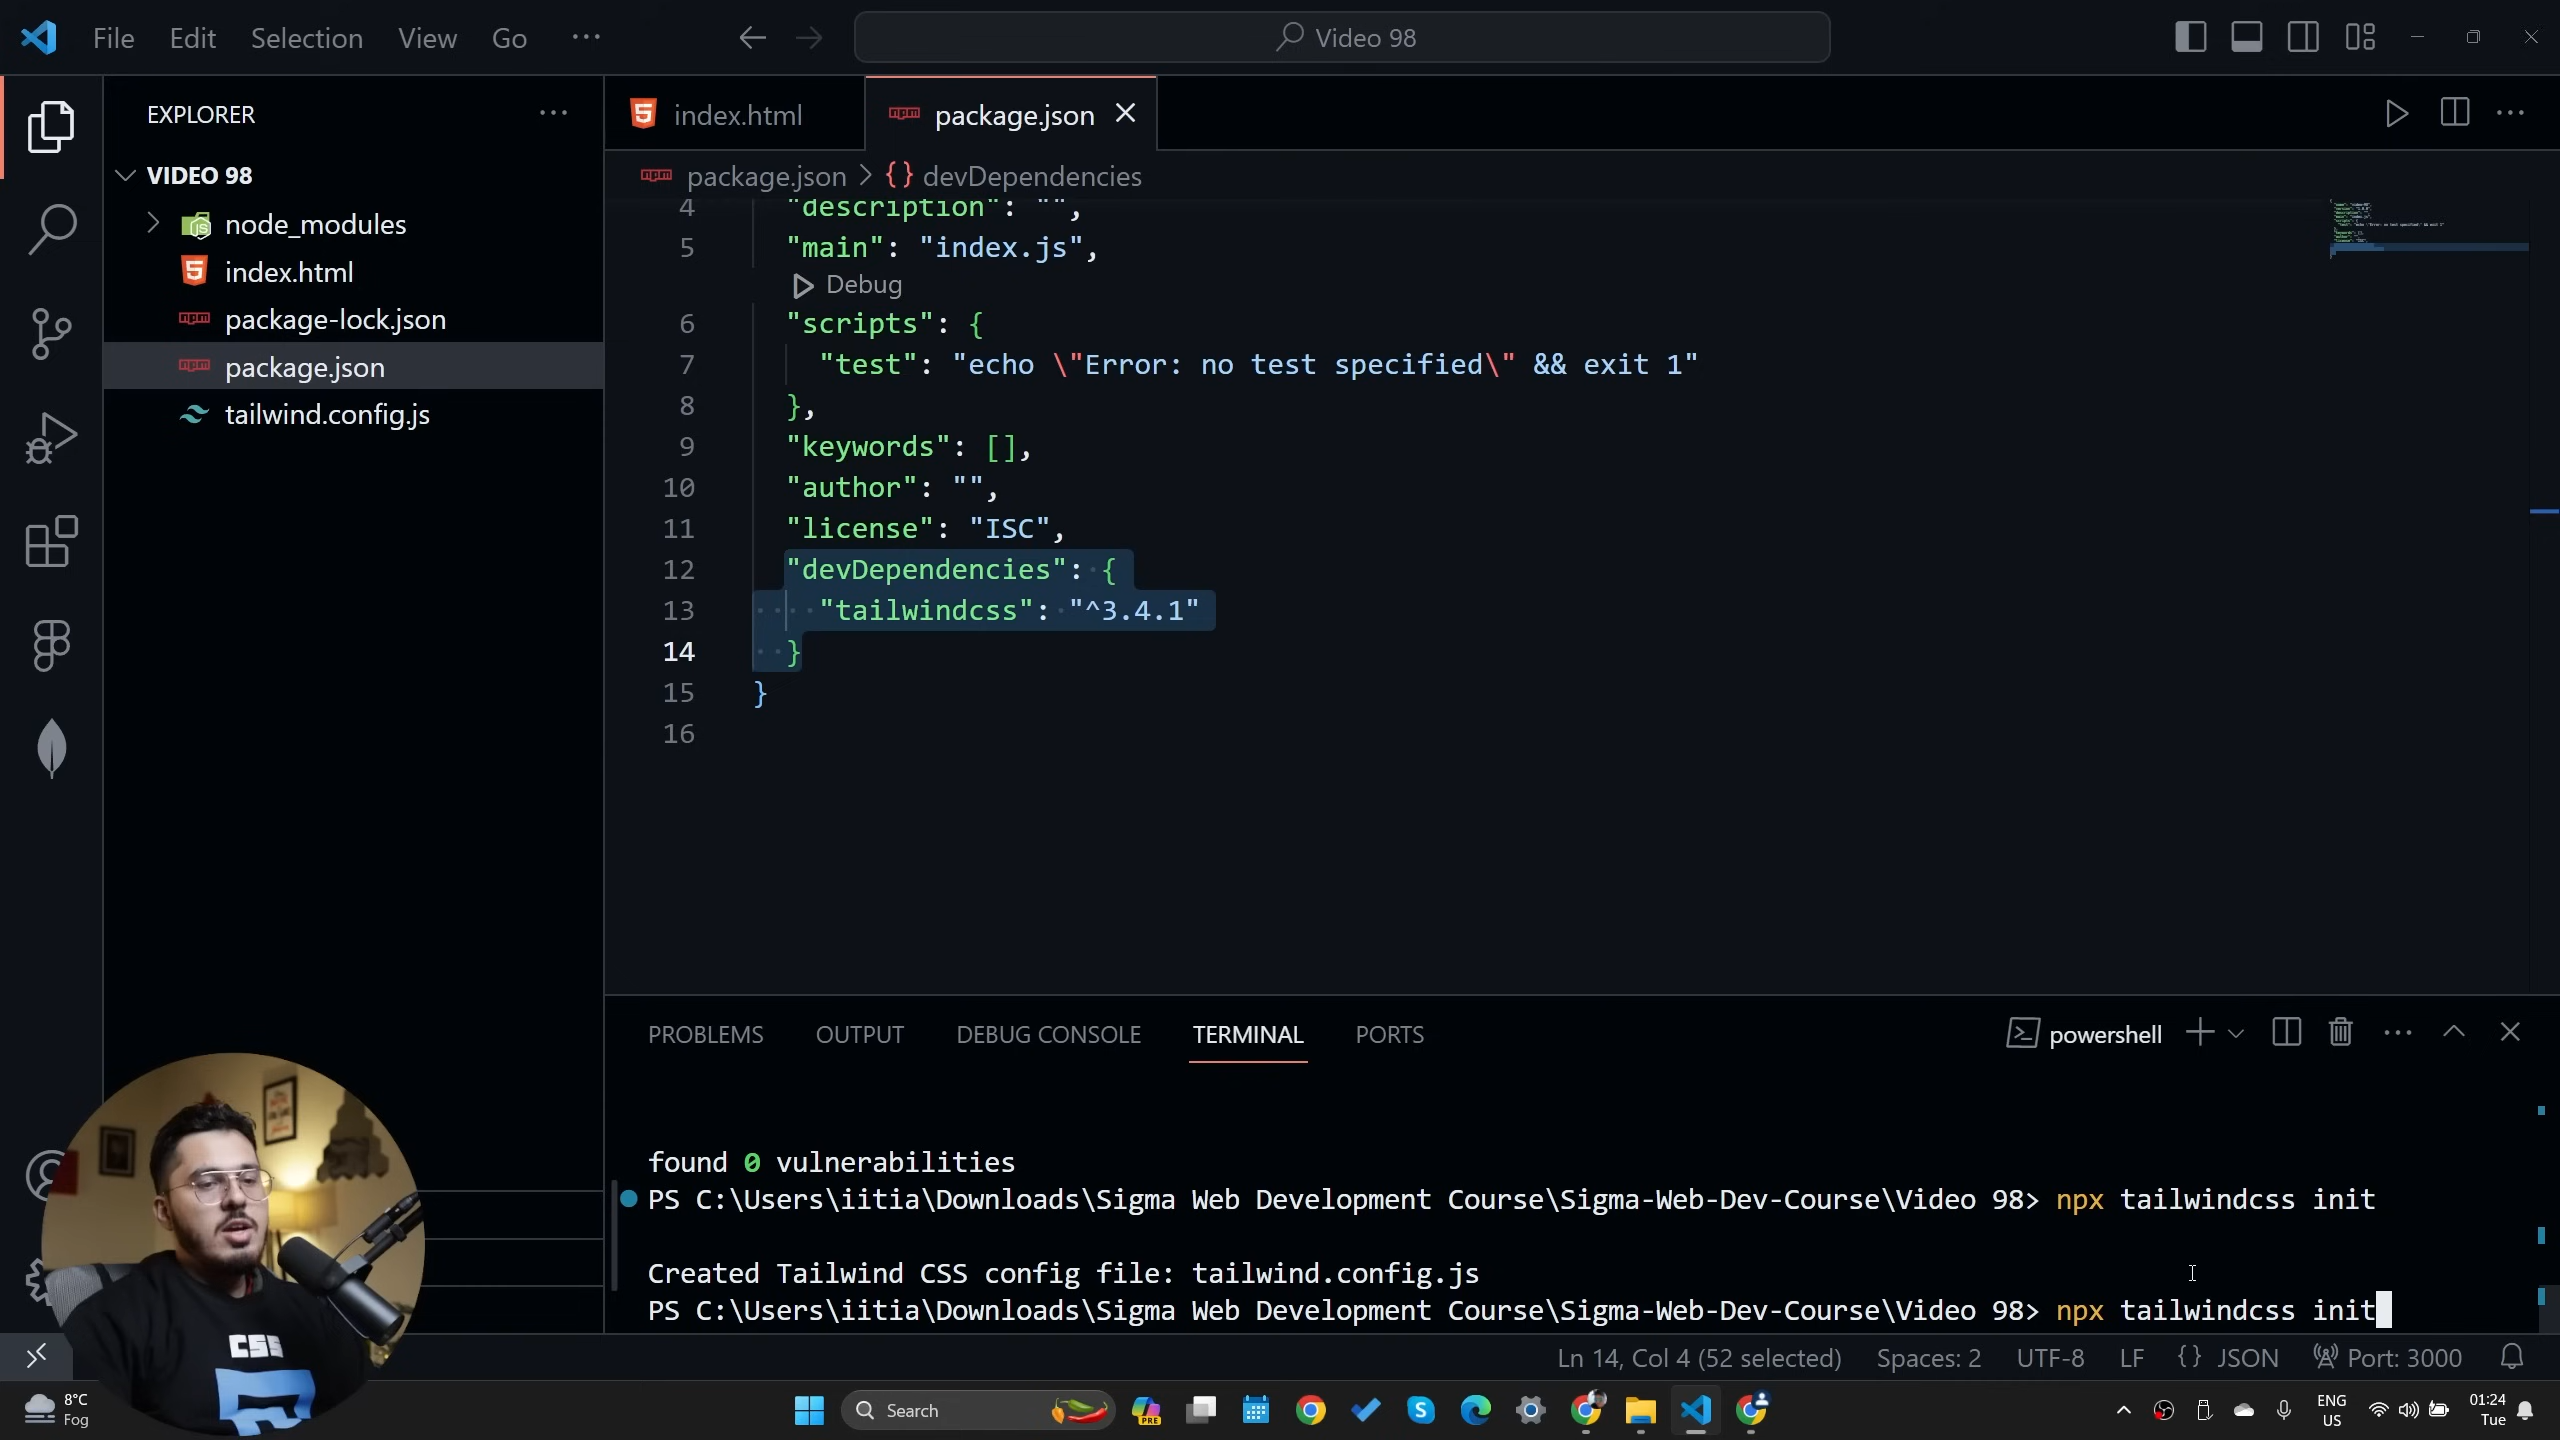 File Edit Selection View Go ···
Video 98
EXPLORER ···
VIDEO 98
node_modules
index.html
package-lock.json
package.json
tailwind.config.js
index.html
package.json
package.json > {} devDependencies
4 "description": "",
5 "main": "index.js",
Debug
6 "scripts": {
7 "test": "echo \"Error: no test specified\" && exit 1"
8 },
9 "keywords": [],
10 "author": "",
11 "license": "ISC",
12 "devDependencies": {
13 "tailwindcss": "^3.4.1"
14 }
15 }
16
PROBLEMS OUTPUT DEBUG CONSOLE TERMINAL PORTS
powershell
found 0 vulnerabilities
PS C:\Users\iitia\Downloads\Sigma Web Development Course\Sigma-Web-Dev-Course\Video 98> npx tailwindcss init
Created Tailwind CSS config file: tailwind.config.js
PS C:\Users\iitia\Downloads\Sigma Web Development Course\Sigma-Web-Dev-Course\Video 98> npx tailwindcss init
CSS
Ln 14, Col 4 (52 selected) Spaces: 2 UTF-8 LF {} JSON Port: 3000
8°C
Fog
Search
PRE
ENG
US
01:24
Tue